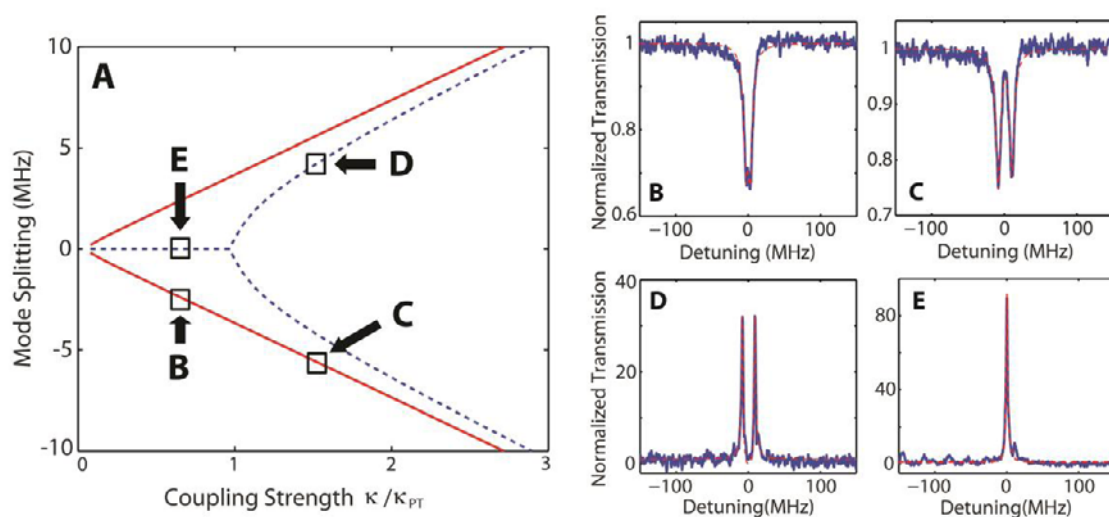 A
Mode Splitting (MHz)
10
5
0
-5
-10
E
D
B
C
0
1
2
3
Coupling Strength κ/κPT
Normalized Transmission
1
0.8
0.6
B
−100
0
100
Detuning (MHz)
1
0.9
0.8
0.7
C
−100
0
100
Detuning (MHz)
Normalized Transmission
40
20
0
D
−100
0
100
Detuning(MHz)
80
40
0
E
−100
0
100
Detuning(MHz)